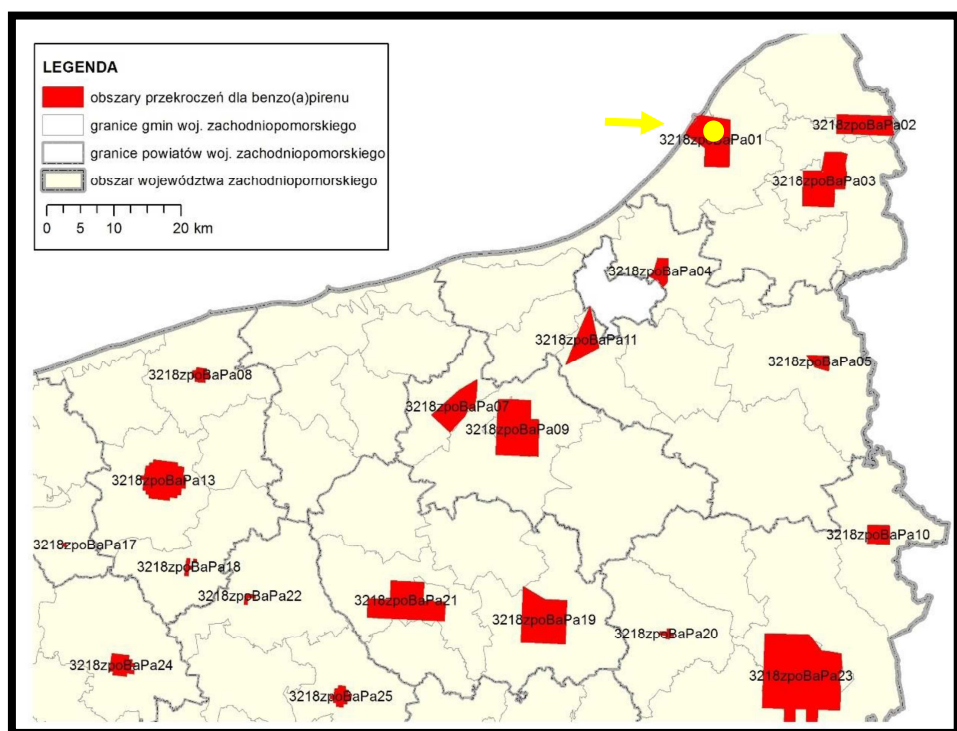 LEGENDA
obszary przekroczeń dla benzo(a)pirenu
granice gmin woj. zachodniopomorskiego
granice powiatów woj. zachodniopomorskiego
obszar województwa zachodniopomorskiego
0 5 10 20 km
3218zpoBaPa02
3218zpoBaPa01
3218zpoBaPa03
3218zpoBaPa04
3218zpoBaPa11
3218zpoBaPa05
3218zpoBaPa08
3218zpoBaPa07
3218zpoBaPa09
3218zpoBaPa13
3218zpoBaPa10
3218zpoBaPa17
3218zpoBaPa18
3218zpoBaPa22
3218zpoBaPa21
3218zpoBaPa19
3218zpoBaPa20
3218zpoBaPa24
3218zpoBaPa23
3218zpoBaPa25